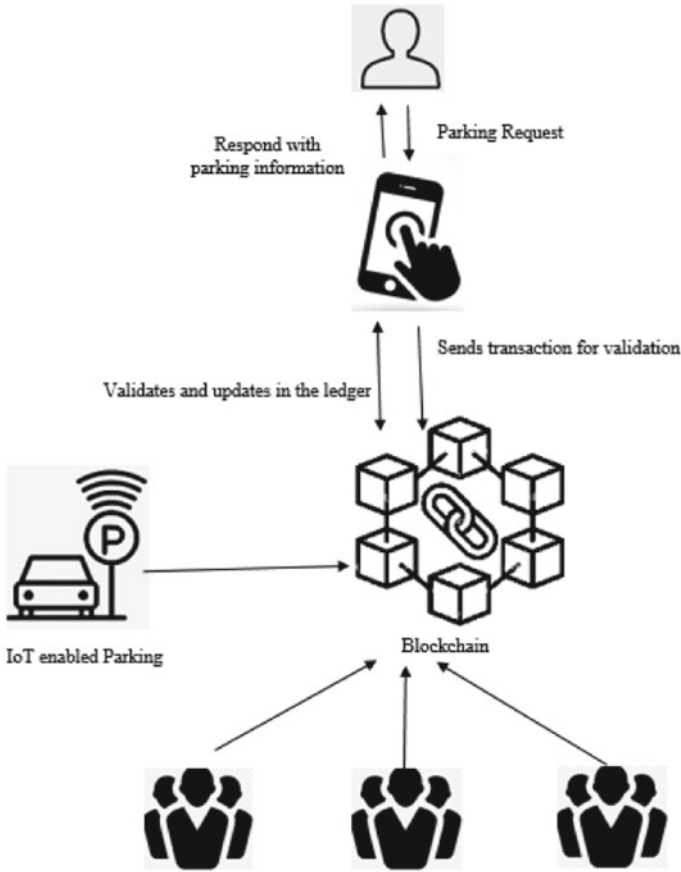 Parking Request
Respond with
parking information
Sends transaction for validation
Validates and updates in the ledger
P
Blockchain
IoT enabled Parking